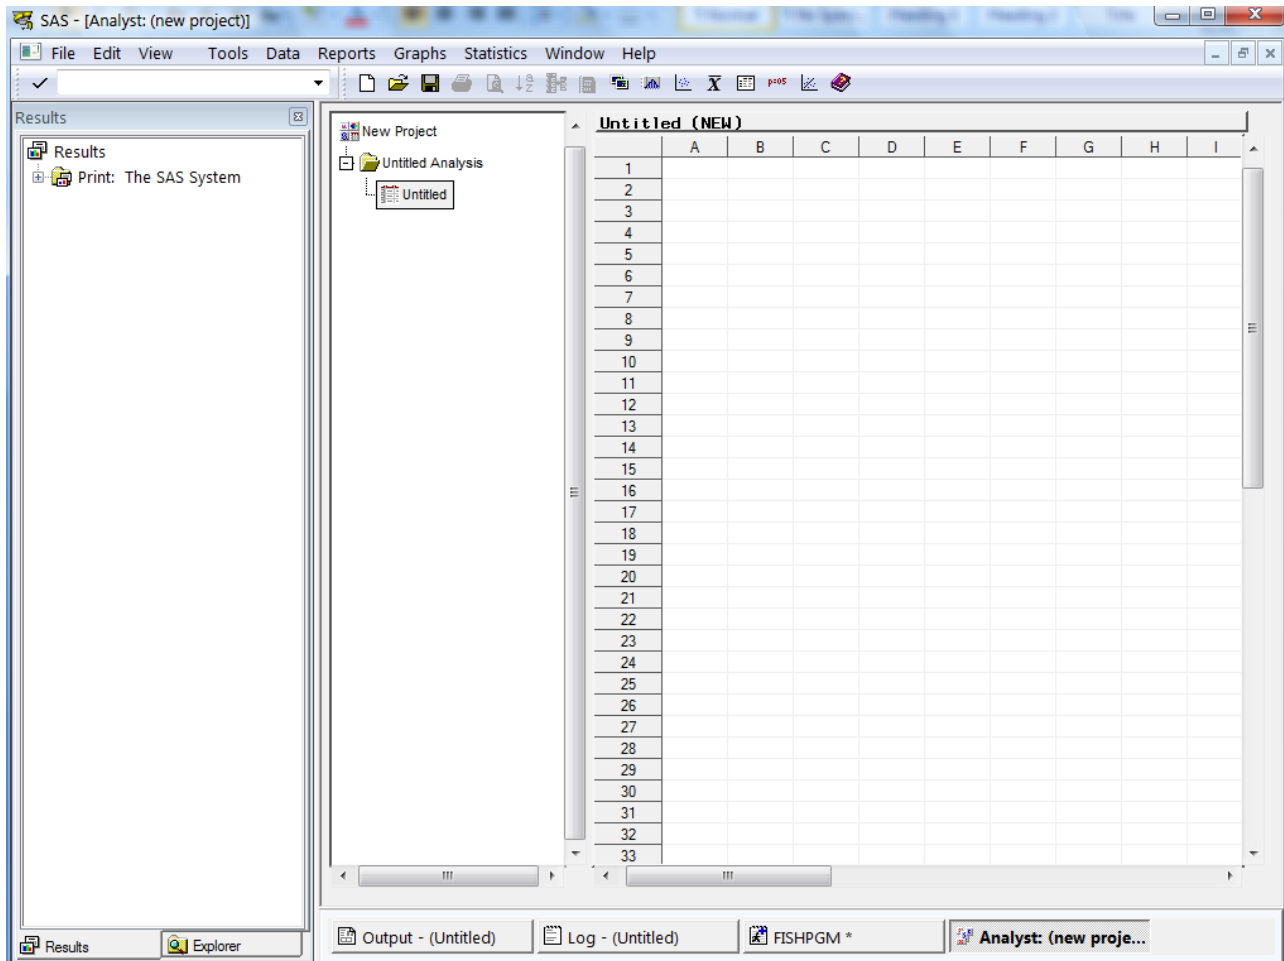 SAS - [Analyst: (new project)]
File Edit View Tools Data Reports Graphs Statistics Window Help
Results
Results
Print: The SAS System
New Project
Untitled Analysis
Untitled
Untitled (NEW)
A B C D E F G H I
1
2
3
4
5
6
7
8
9
10
11
12
13
14
15
16
17
18
19
20
21
22
23
24
25
26
27
28
29
30
31
32
33
Results Explorer
Output - (Untitled) Log - (Untitled) FISHPGM * Analyst: (new proje...